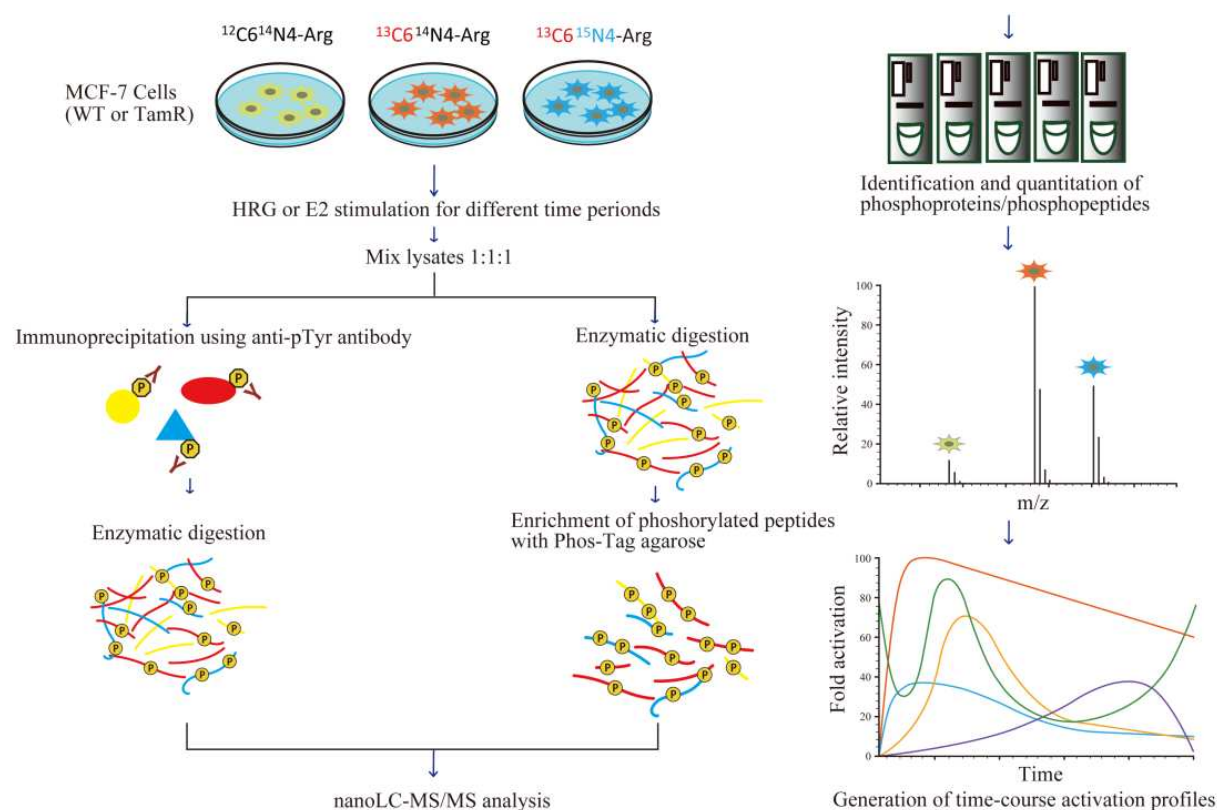 ¹²C6¹⁴N4-Arg
¹³C6¹⁴N4-Arg
¹³C6¹⁵N4-Arg
MCF-7 Cells
(WT or TamR)
HRG or E2 stimulation for different time perionds
Mix lysates 1:1:1
Immunoprecipitation using anti-pTyr antibody
P
P
P
Enzymatic digestion
P P P P P P P P P P P P
Enzymatic digestion
P P P P P P P P P P P P
Enrichment of phoshorylated peptides
with Phos-Tag agarose
P P P P P P P P P P P P P P P
nanoLC-MS/MS analysis
Identification and quantitation of
phosphoproteins/phosphopeptides
Relative intensity
100
80
60
40
20
0
m/z
Fold activation
100
80
60
40
20
0
Time
Generation of time-course activation profiles